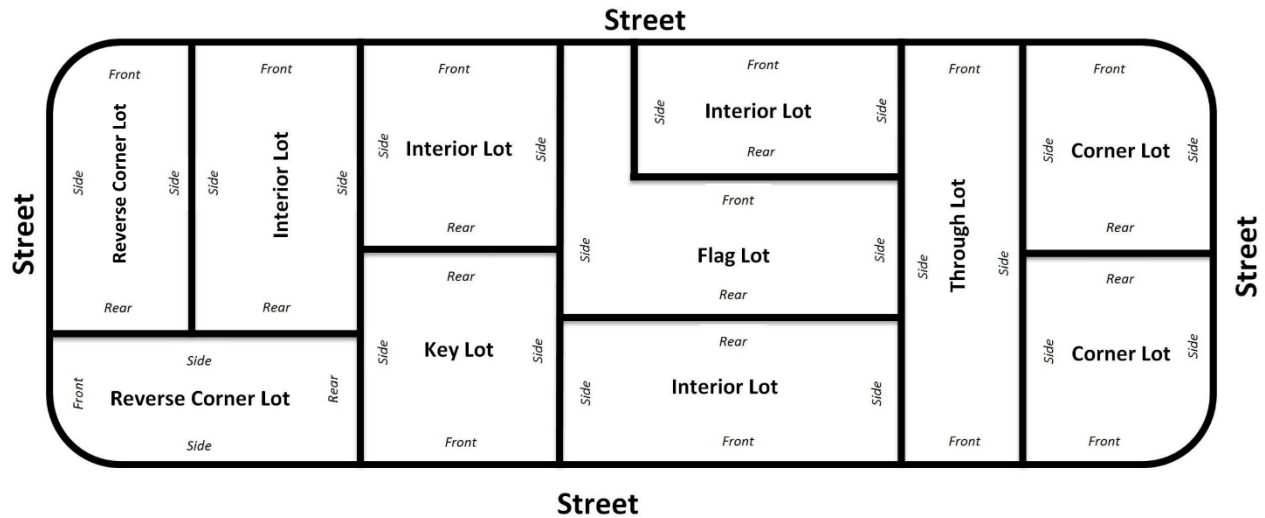 Street
Street
Front
Side
Reverse Corner Lot
Side
Rear
Front
Side
Interior Lot
Side
Rear
Front
Side
Interior Lot
Side
Rear
Front
Side
Interior Lot
Side
Rear
Front
Side
Flag Lot
Side
Rear
Front
Side
Through Lot
Side
Front
Front
Side
Corner Lot
Side
Rear
Street
Side
Front
Reverse Corner Lot
Rear
Side
Rear
Side
Key Lot
Side
Front
Rear
Side
Interior Lot
Side
Front
Rear
Side
Corner Lot
Side
Front
Street